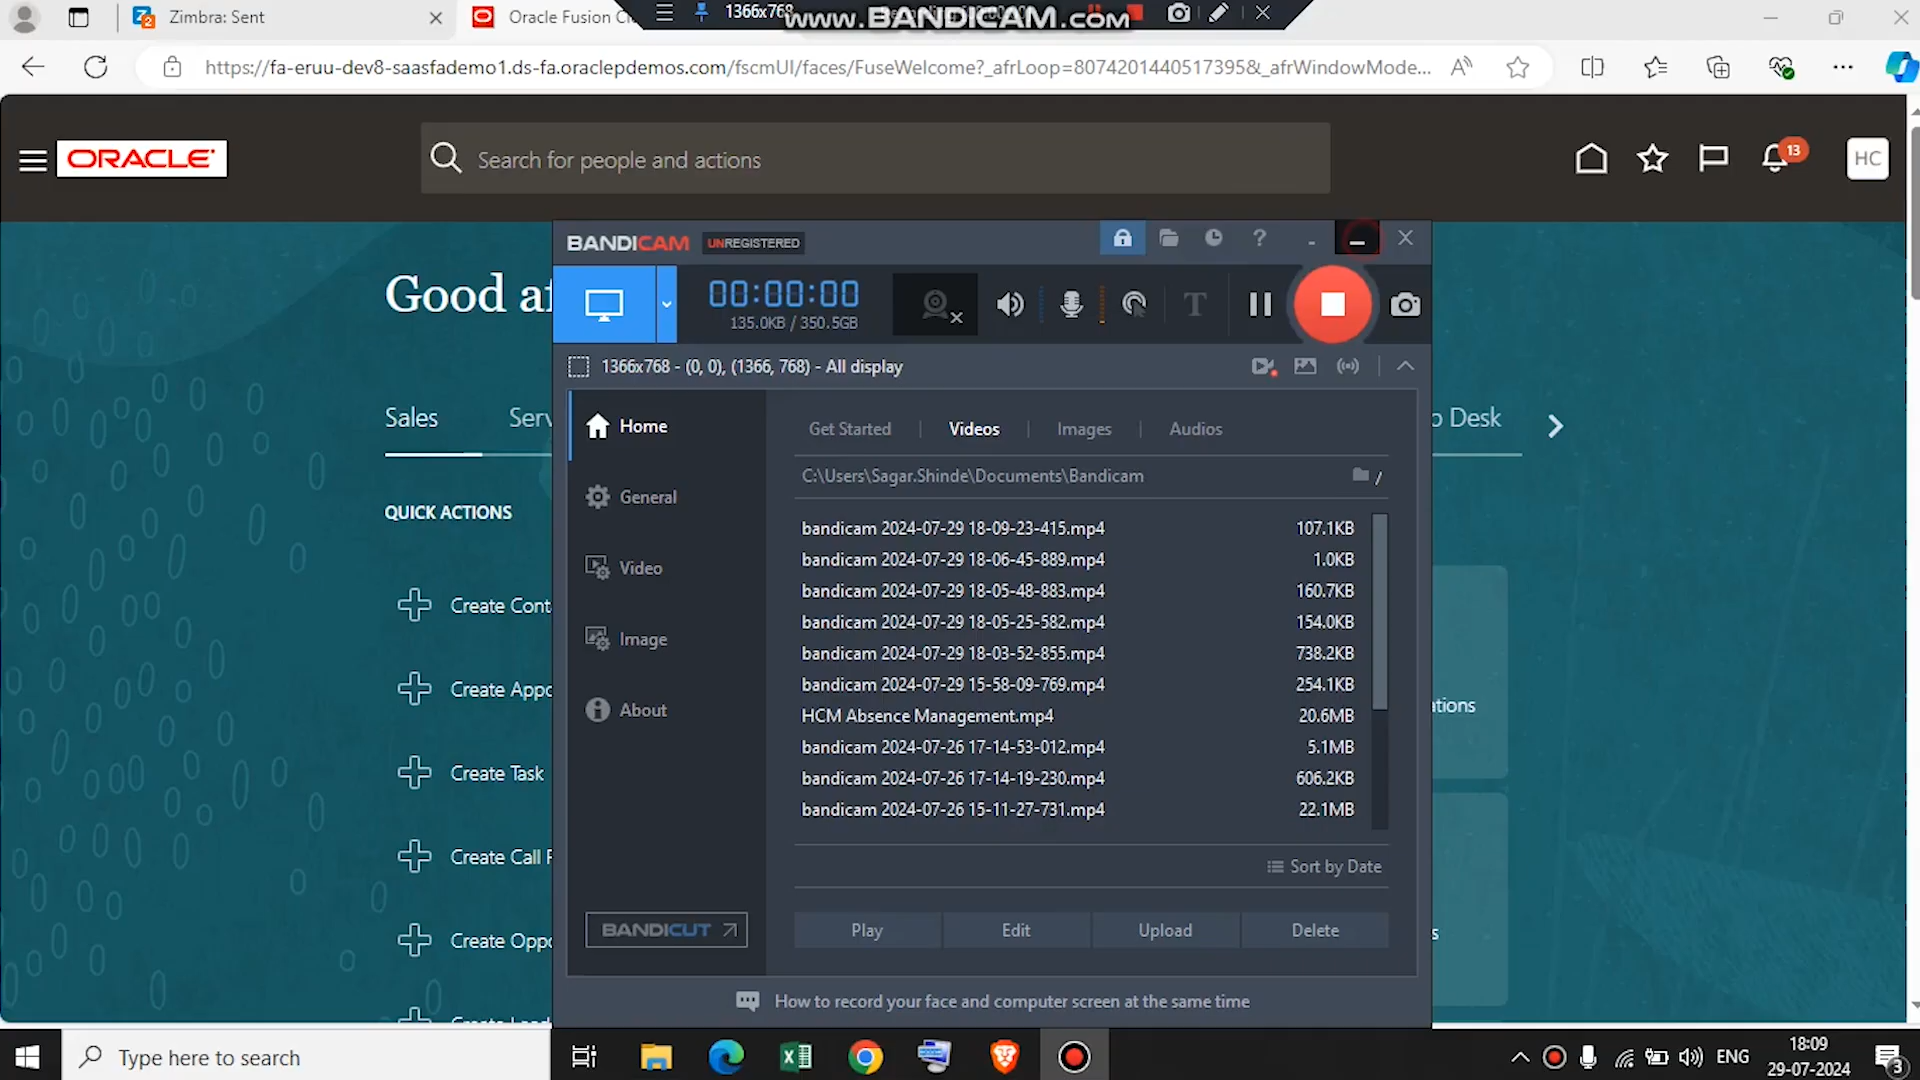 Zimbra: Sent
Oracle Fusion Cl
1366x768
www.BANDICAM.com
https://fa-eruu-dev8-saasfademo1.ds-fa.oraclepdemos.com/fscmUI/faces/FuseWelcome?_afrLoop=8074201440517395&_afrWindowMode...
ORACLE
Search for people and actions
13
HC
BANDICAM UNREGISTERED
Good af
00:00:00
135.0KB / 350.5GB
1366x768 - (0, 0), (1366, 768) - All display
Sales
Serv
Desk
Home
Get Started
Videos
Images
Audios
C:\Users\Sagar.Shinde\Documents\Bandicam
General
QUICK ACTIONS
bandicam 2024-07-29 18-09-23-415.mp4 107.1KB
bandicam 2024-07-29 18-06-45-889.mp4 1.0KB
Video
bandicam 2024-07-29 18-05-48-883.mp4 160.7KB
Create Cont
bandicam 2024-07-29 18-05-25-582.mp4 154.0KB
Image
bandicam 2024-07-29 18-03-52-855.mp4 738.2KB
Create Appo
bandicam 2024-07-29 15-58-09-769.mp4 254.1KB
ations
About
HCM Absence Management.mp4 20.6MB
bandicam 2024-07-26 17-14-53-012.mp4 5.1MB
Create Task
bandicam 2024-07-26 17-14-19-230.mp4 606.2KB
bandicam 2024-07-26 15-11-27-731.mp4 22.1MB
Create Call R
Sort by Date
BANDICUT
Play
Edit
Upload
Delete
Create Oppo
s
How to record your face and computer screen at the same time
Type here to search
ENG
18:09
29-07-2024
3